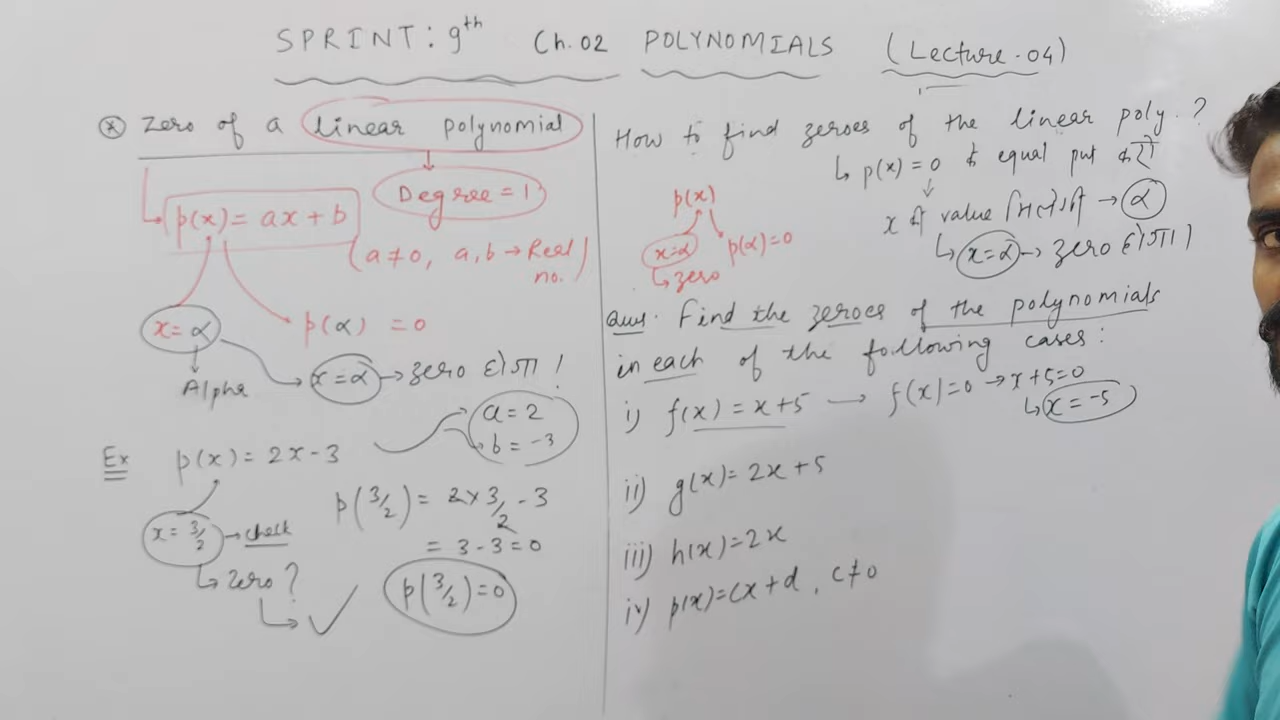 SPRINT: 9th Ch.02 POLYNOMIALS (Lecture-04)
* Zero of a linear polynomial
Degree = 1
p(x) = ax + b
(a ≠ 0, a, b → Real no.)
x = α
p(α) = 0
Alpha
x = α → zero होगा!
Ex p(x) = 2x - 3
a = 2
b = -3
x = 3/2 → check
zero?
✓
p(3/2) = 2 × 3/2 - 3
= 3 - 3 = 0
p(3/2) = 0
How to find zeroes of the linear poly.?
↳ p(x) = 0 के equal put करो
x की value निकालो → α
↳ x = α → zero होगा!
p(x)
x = α
p(α) = 0
↳ zero
Ques. Find the zeroes of the polynomials
in each of the following cases:
i) f(x) = x + 5 → f(x) = 0 → x + 5 = 0
↳ x = -5
ii) g(x) = 2x + 5
iii) h(x) = 2x
iv) p(x) = cx + d, c ≠ 0